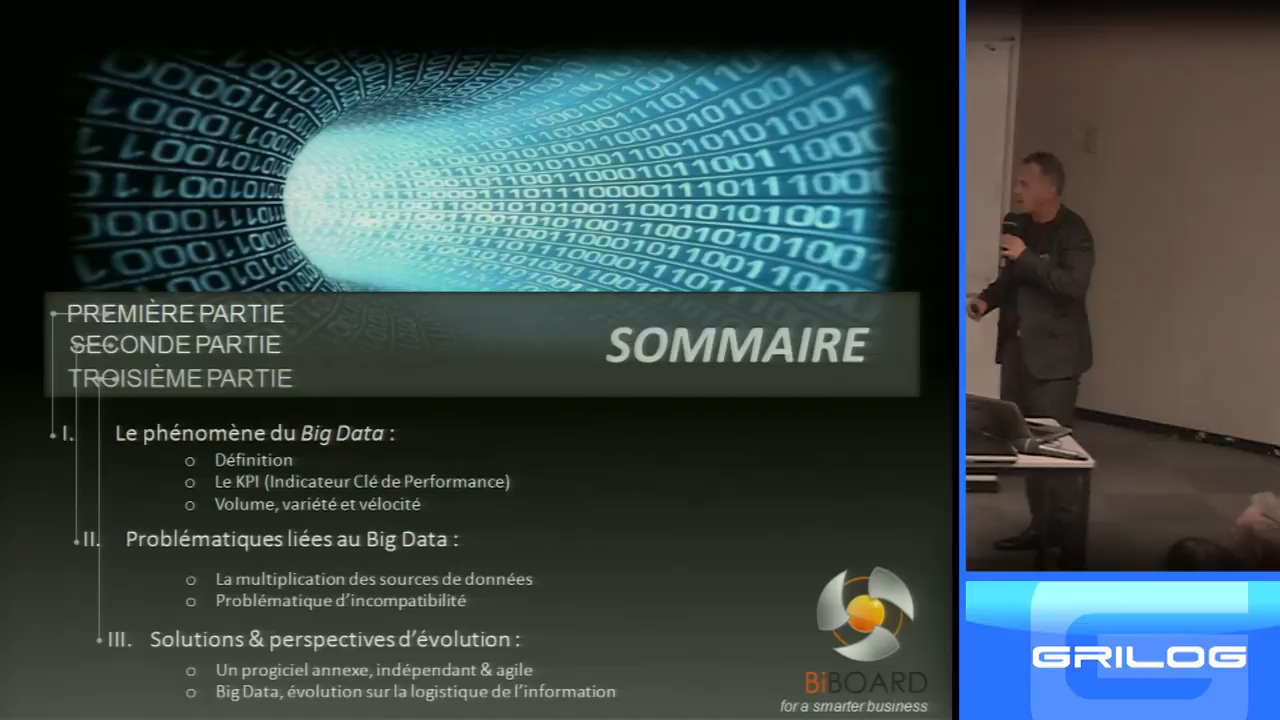 SOMMAIRE
PREMIÈRE PARTIE
SECONDE PARTIE
TROISIÈME PARTIE
I. Le phénomène du Big Data :
o Définition
o Le KPI (Indicateur Clé de Performance)
o Volume, variété et vélocité
II. Problématiques liées au Big Data :
o La multiplication des sources de données
o Problématique d'incompatibilité
III. Solutions & perspectives d'évolution :
o Un progiciel annexe, indépendant & agile
o Big Data, évolution sur la logistique de l'information
BiBOARD
for a smarter business
GRILOG